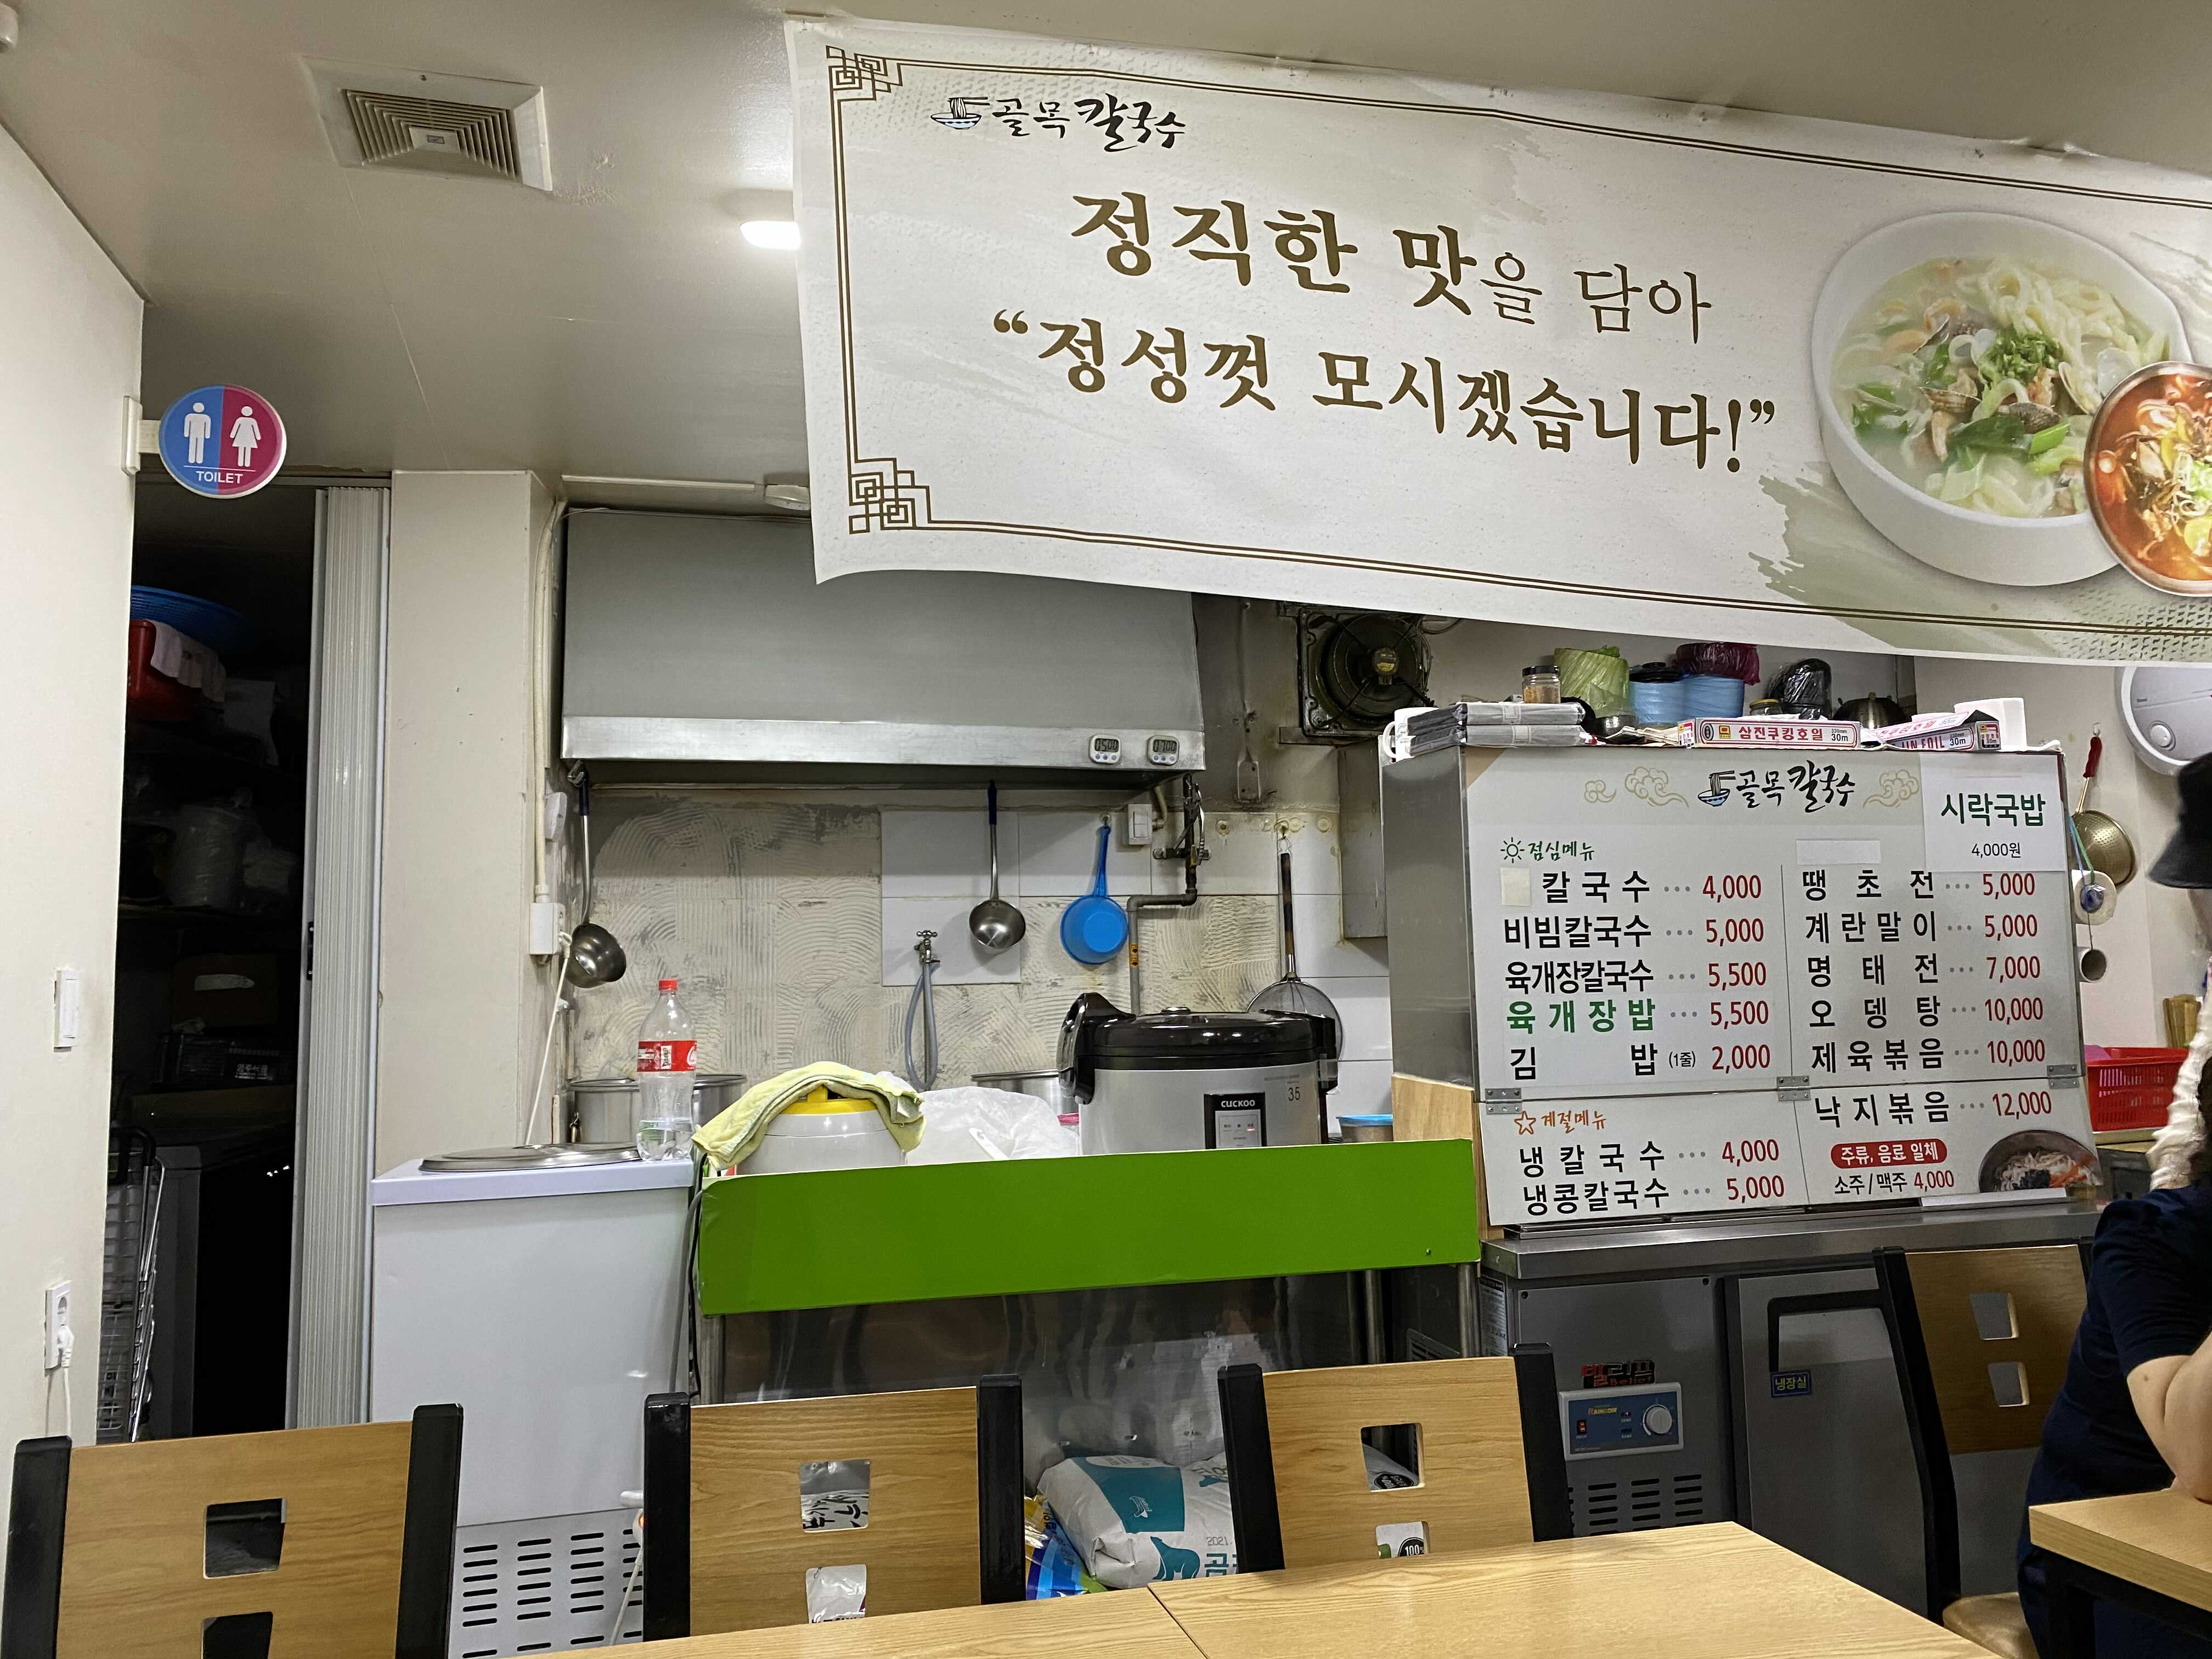 골목 칼국수
정직한 맛을 담아
“정성껏 모시겠습니다!”
TOILET
삼진쿠킹호일 30m
30m
골목 칼국수
시락국밥
4,000원
점심메뉴
칼국수 ··· 4,000
비빔칼국수 ··· 5,000
육개장칼국수 ··· 5,500
육개장밥 ··· 5,500
김밥 (1줄) 2,000
땡초전 ··· 5,000
계란말이 ··· 5,000
명태전 ··· 7,000
오뎅탕 ··· 10,000
제육볶음 ··· 10,000
낙지볶음 ··· 12,000
계절메뉴
냉칼국수 ··· 4,000
냉콩칼국수 ··· 5,000
주류, 음료 일체
소주/맥주 4,000
CUCKOO
35
냉장실
2021.
100%